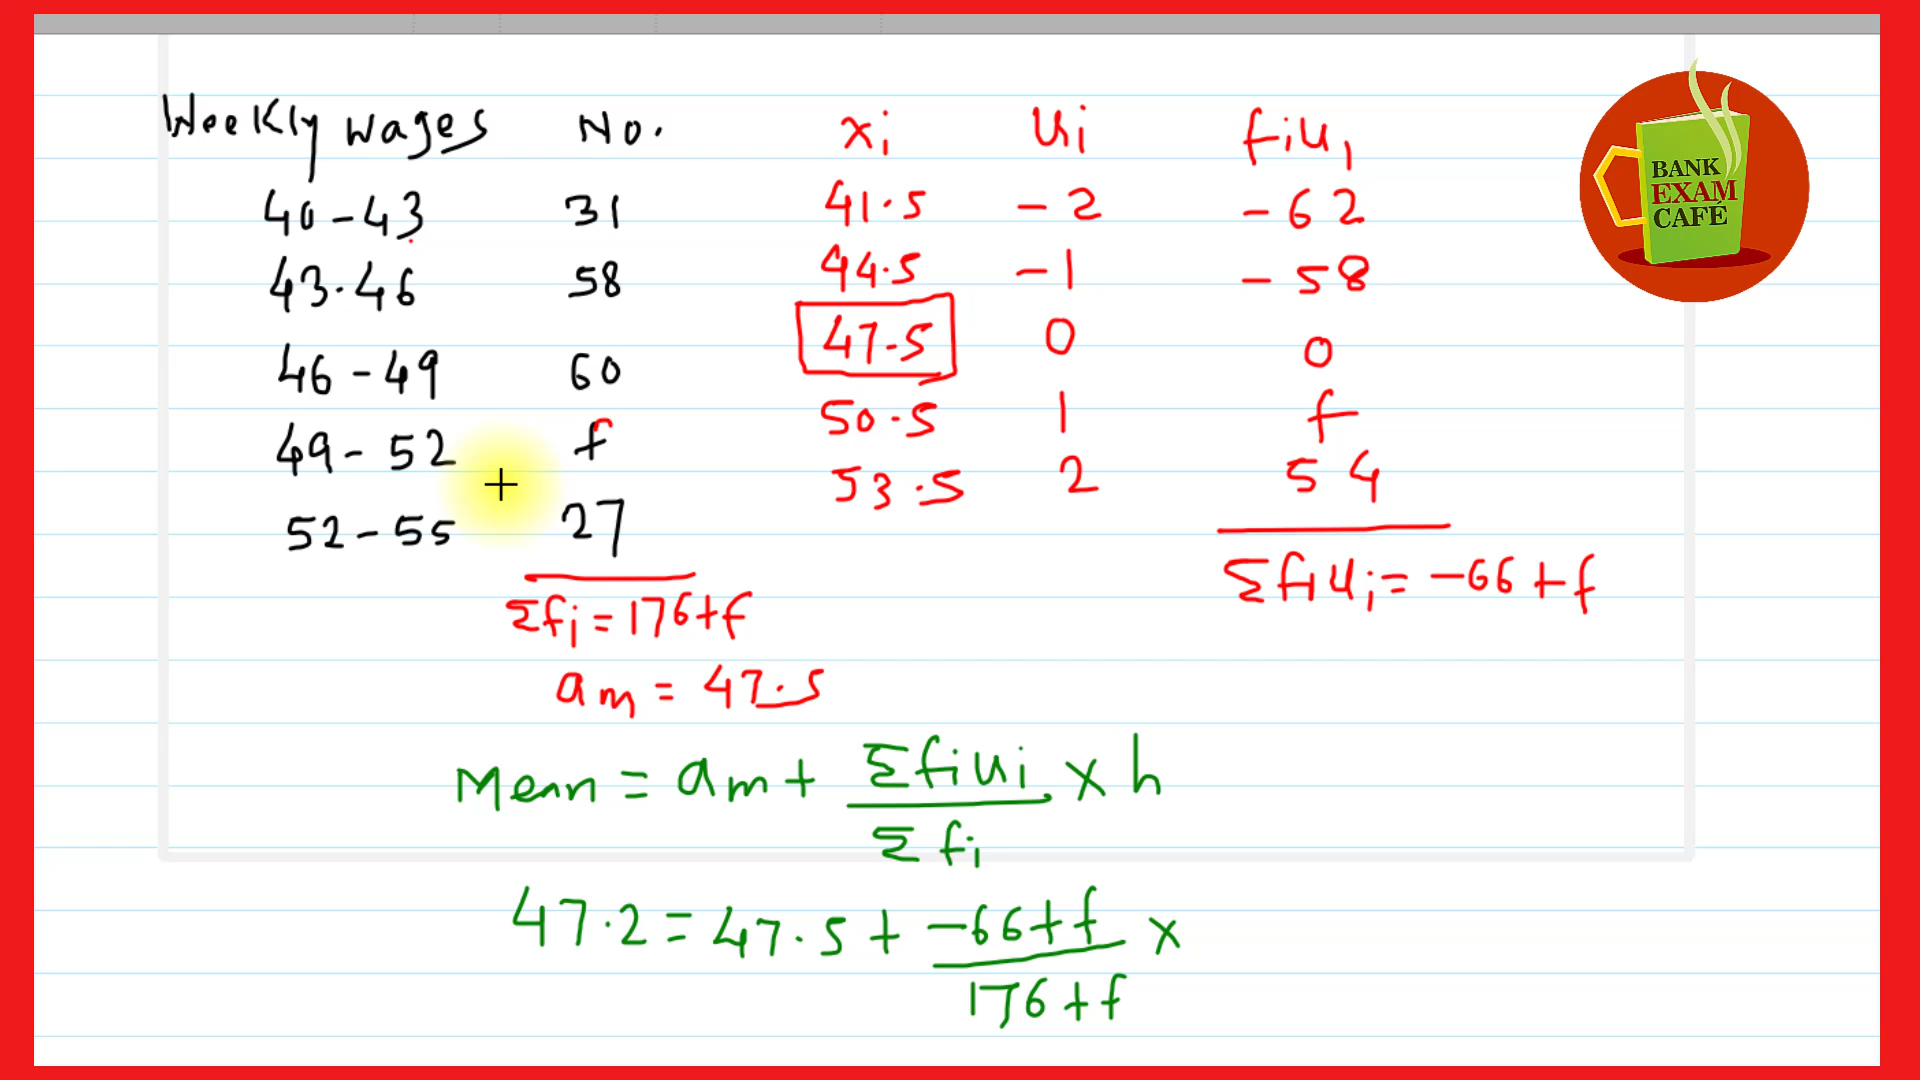 Weekly wages No. xi ui fiui
40-43 31 41.5 -2 -62
43-46 58 44.5 -1 -58
46-49 60 47.5 0 0
49-52 f 50.5 1 f
52-55 27 53.5 2 54
Σfi = 176+f Σfiui = -66+f
am = 47.5
Mean = am + Σfiui/Σfi × h
47.2 = 47.5 + -66+f/176+f ×
BANK
EXAM
CAFÉ